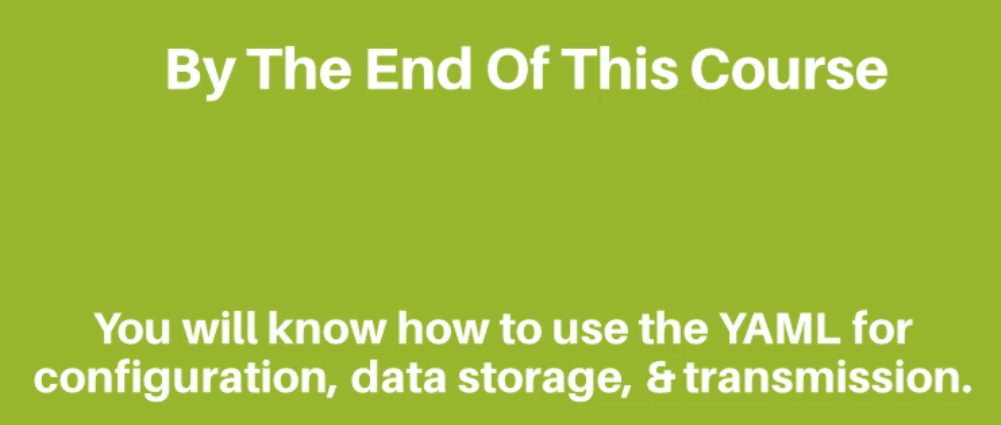 By The End Of This Course
You will know how to use the YAML for
configuration, data storage, & transmission.